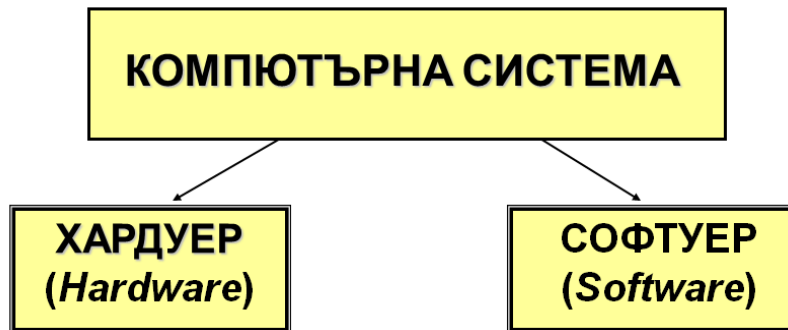 КОМПЮТЪРНА СИСТЕМА
ХАРДУЕР
(Hardware)
СОФТУЕР
(Software)